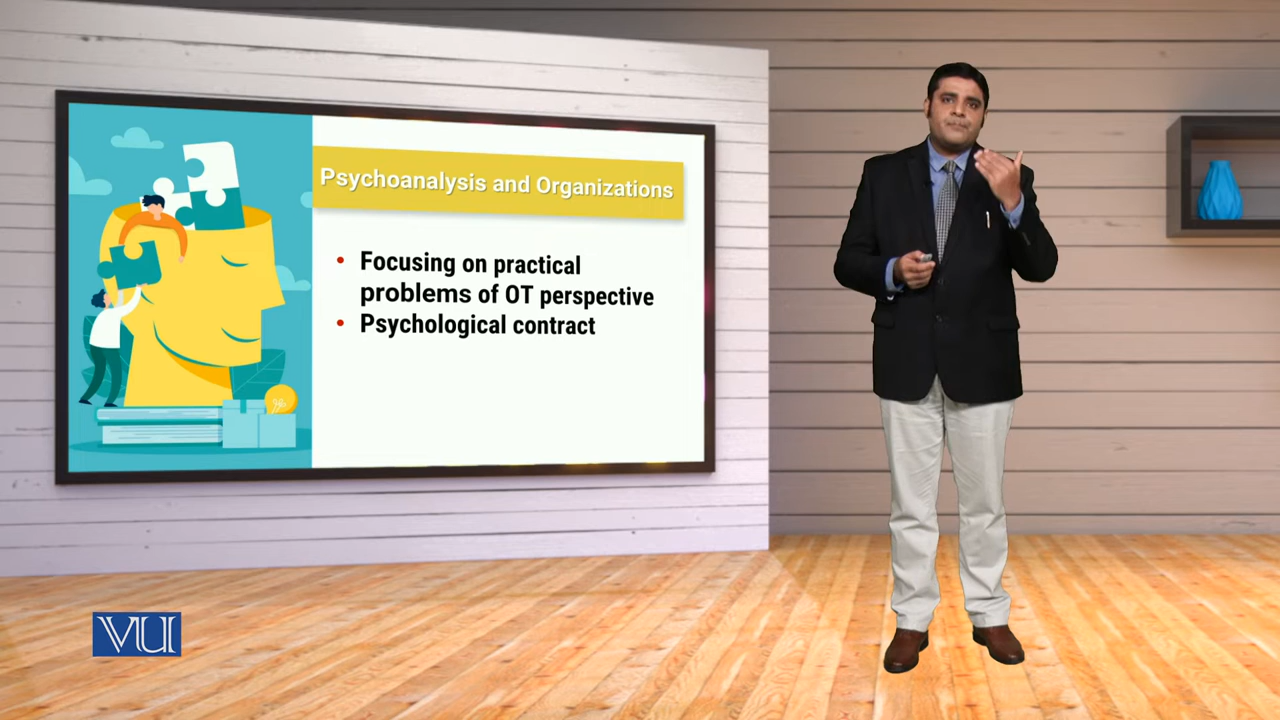 Psychoanalysis and Organizations
• Focusing on practical
problems of OT perspective
• Psychological contract
VU